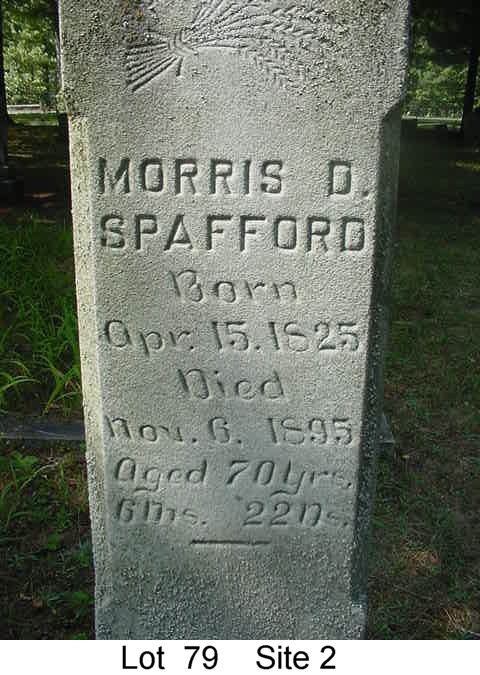 MORRIS D.
SPAFFORD
Born
Apr. 15. 1825
Died
Nov. 6. 1895
Aged 70 yrs.
6 Ms. 22 Ds.
Lot 79 Site 2